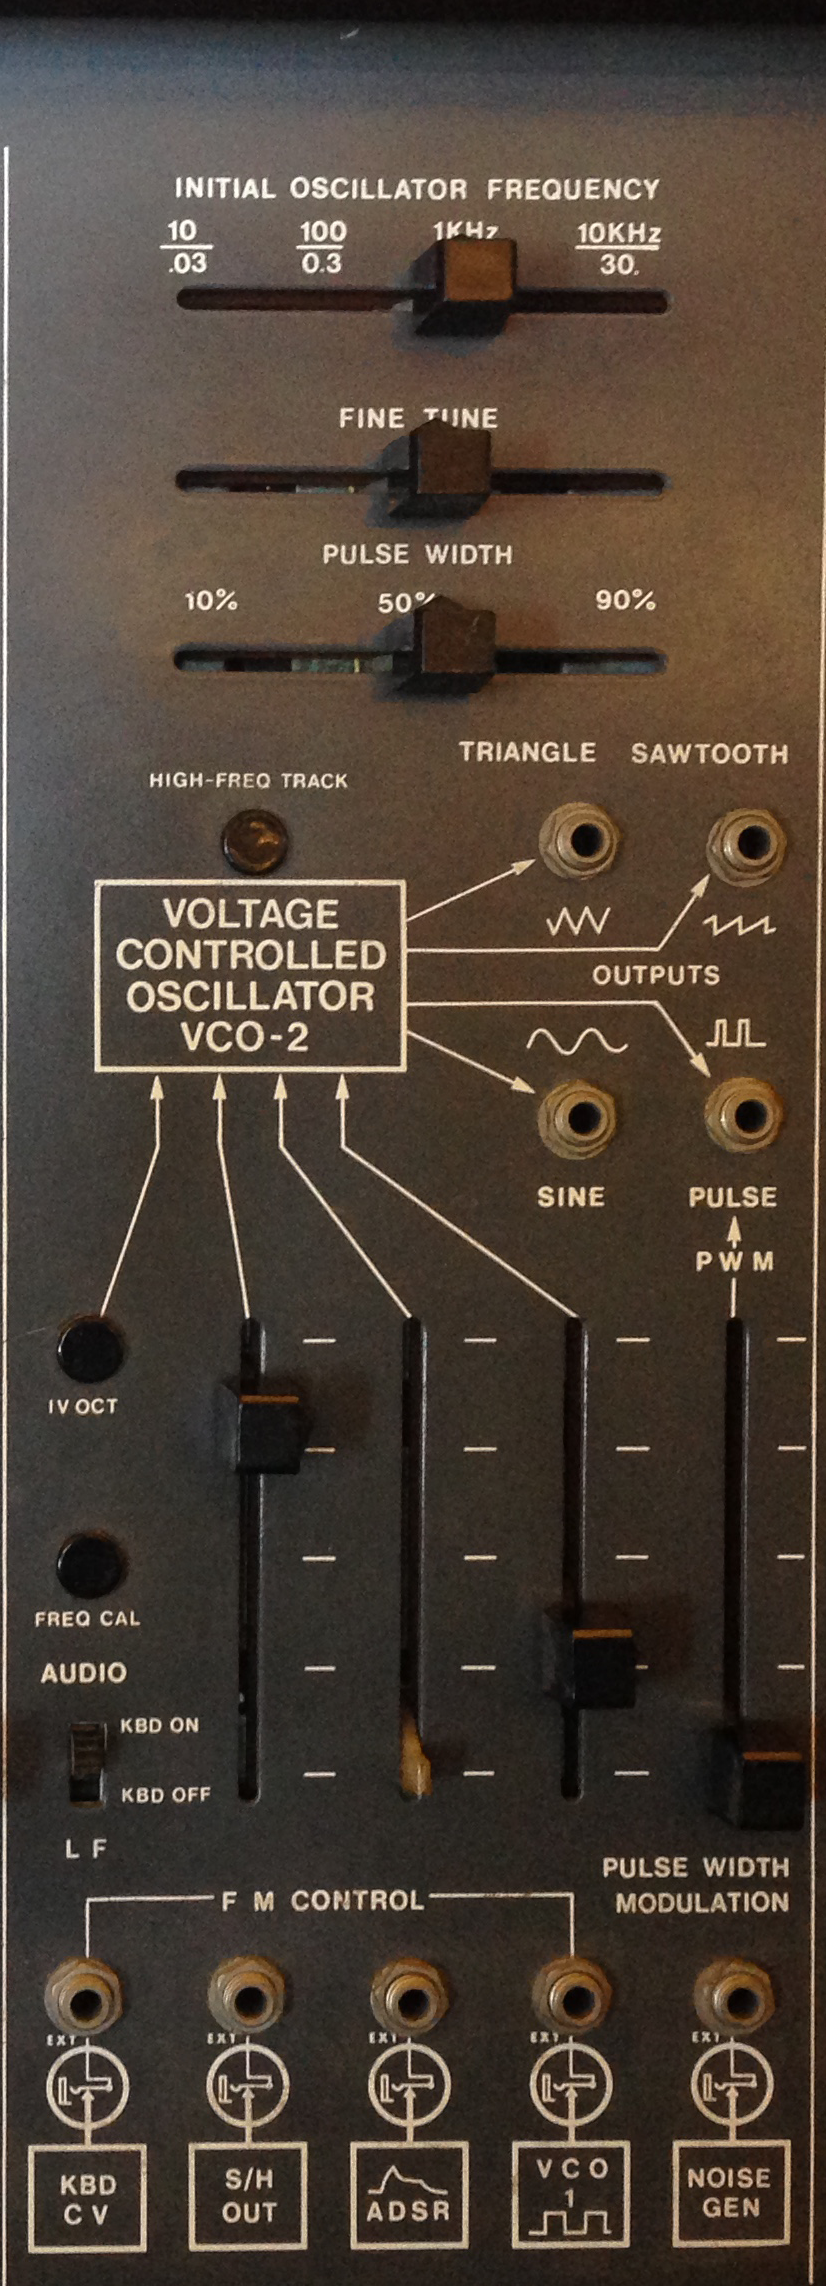 INITIAL OSCILLATOR FREQUENCY
10 100 1KHz 10KHz
.03 0.3 30.
FINE TUNE
PULSE WIDTH
10% 50% 90%
TRIANGLE SAWTOOTH
HIGH-FREQ TRACK
VOLTAGE
CONTROLLED
OSCILLATOR
VCO-2
OUTPUTS
SINE PULSE
PWM
1V OCT
FREQ CAL
AUDIO
KBD ON
KBD OFF
LF
PULSE WIDTH
MODULATION
FM CONTROL
EXT EXT EXT EXT EXT
KBD
CV
S/H
OUT
ADSR
VCO
1
NOISE
GEN